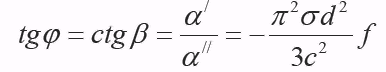 tgφ = ctgβ = α′/α″ = −π²σd²/3c² f